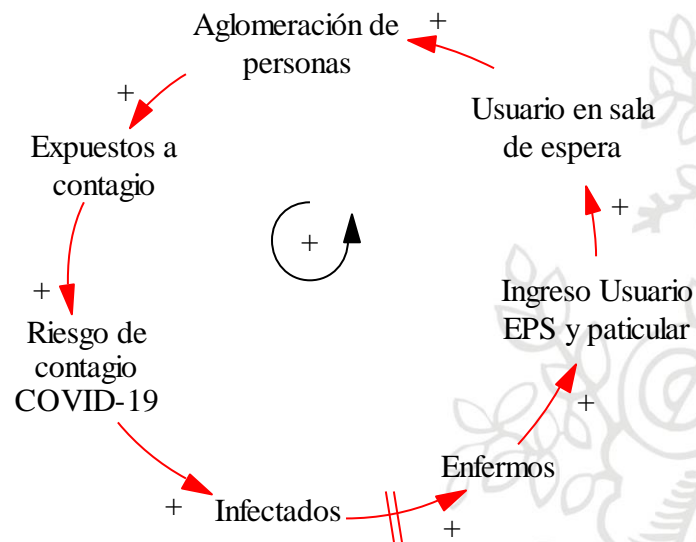 Aglomeración de
personas
+
+
Usuario en sala
de espera
Expuestos a
contagio
+
+
+
Ingreso Usuario
EPS y paticular
Riesgo de
contagio
COVID-19
+
Enfermos
+
Infectados
+